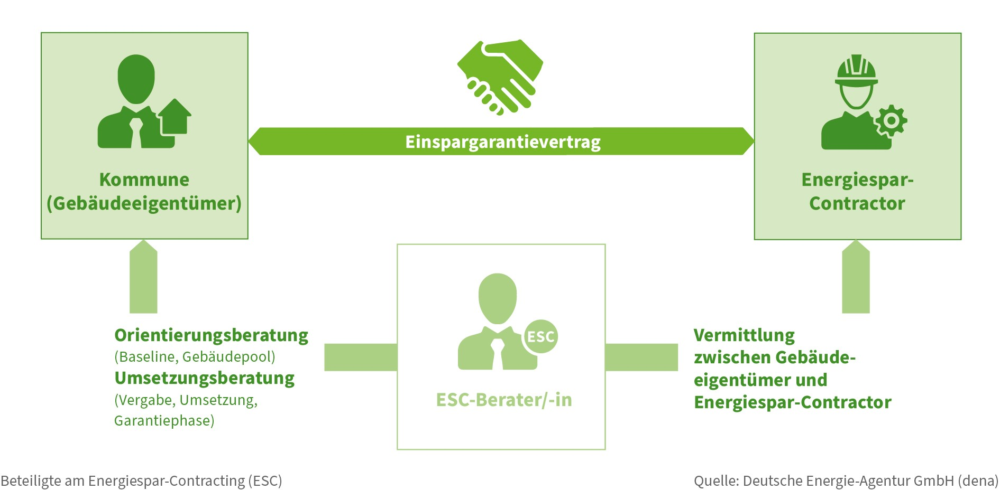 Einspargarantievertrag
Kommune
(Gebäudeeigentümer)
Energiespar-
Contractor
Orientierungsberatung
(Baseline, Gebäudepool)
Umsetzungsberatung
(Vergabe, Umsetzung,
Garantiephase)
ESC
ESC-Berater/-in
Vermittlung
zwischen Gebäude-
eigentümer und
Energiespar-Contractor
Beteiligte am Energiespar-Contracting (ESC)
Quelle: Deutsche Energie-Agentur GmbH (dena)